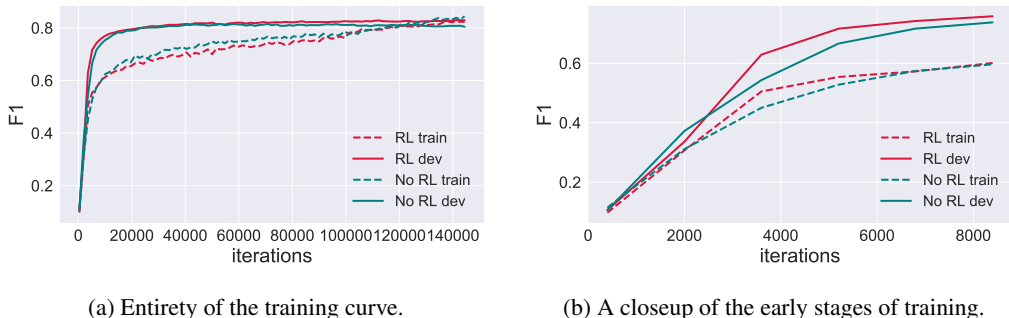 F1
0.8
0.6
0.4
0.2
RL train
RL dev
No RL train
No RL dev
0 20000 40000 60000 80000 100000 120000 140000
iterations
(a) Entirety of the training curve.
F1
0.6
0.4
0.2
RL train
RL dev
No RL train
No RL dev
0 2000 4000 6000 8000
iterations
(b) A closeup of the early stages of training.